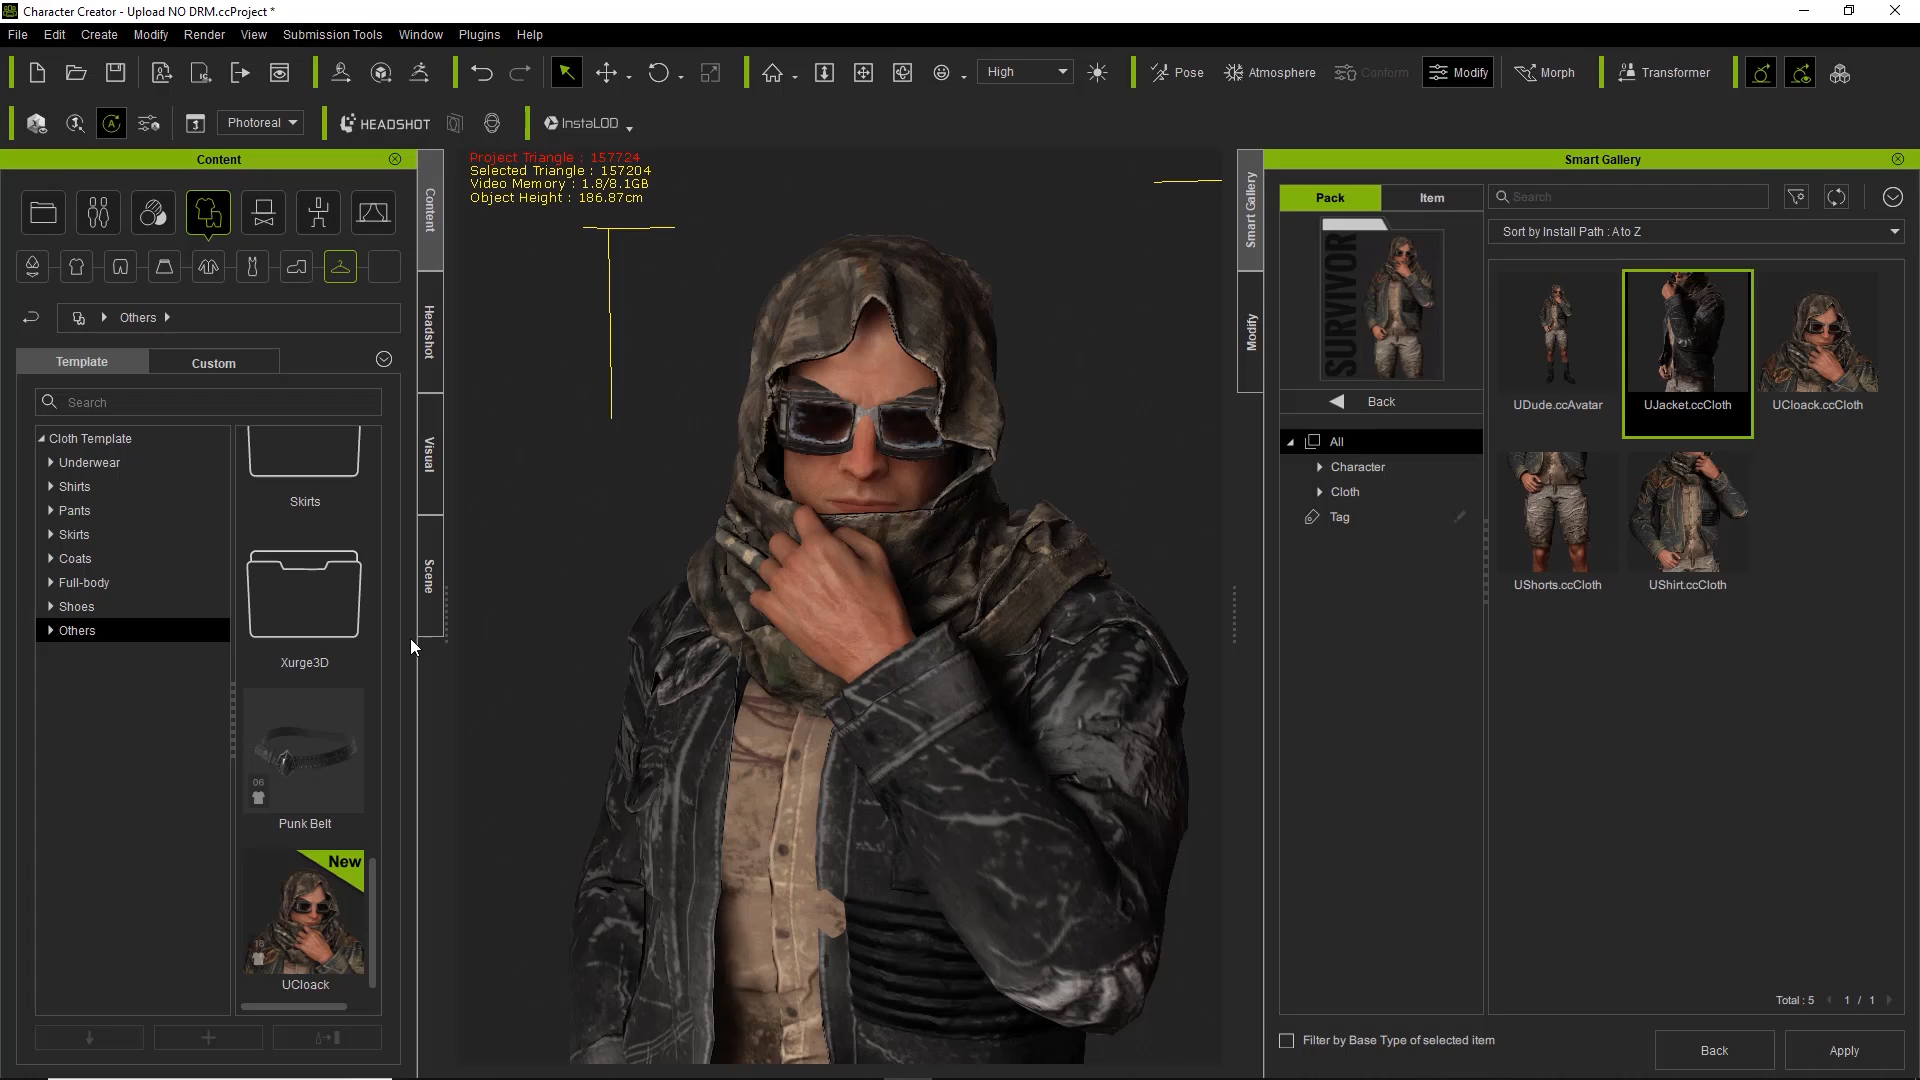 Character Creator - Upload NO DRM.ccProject *
File Edit Create Modify Render View Submission Tools Window Plugins Help
High Pose Atmosphere Conform Modify Morph Transformer
Photoreal HEADSHOT InstaLOD
Content
Content
Headshot
Visual
Scene
Others
Template Custom
Search
Cloth Template
Underwear
Shirts
Pants
Skirts
Coats
Full-body
Shoes
Others
Skirts
Xurge3D
06
Punk Belt
New
18
UCloack
Project Triangle : 157724
Selected Triangle : 157204
Video Memory : 1.8/8.1GB
Object Height : 186.87cm
Smart Gallery
Modify
Smart Gallery
Pack Item
Search
Sort by Install Path : A to Z
SURVIVOR
Back
All
Character
Cloth
Tag
UDude.ccAvatar
UJacket.ccCloth
UCloack.ccCloth
UShorts.ccCloth
UShirt.ccCloth
Total : 5 1 / 1
Filter by Base Type of selected item
Back Apply